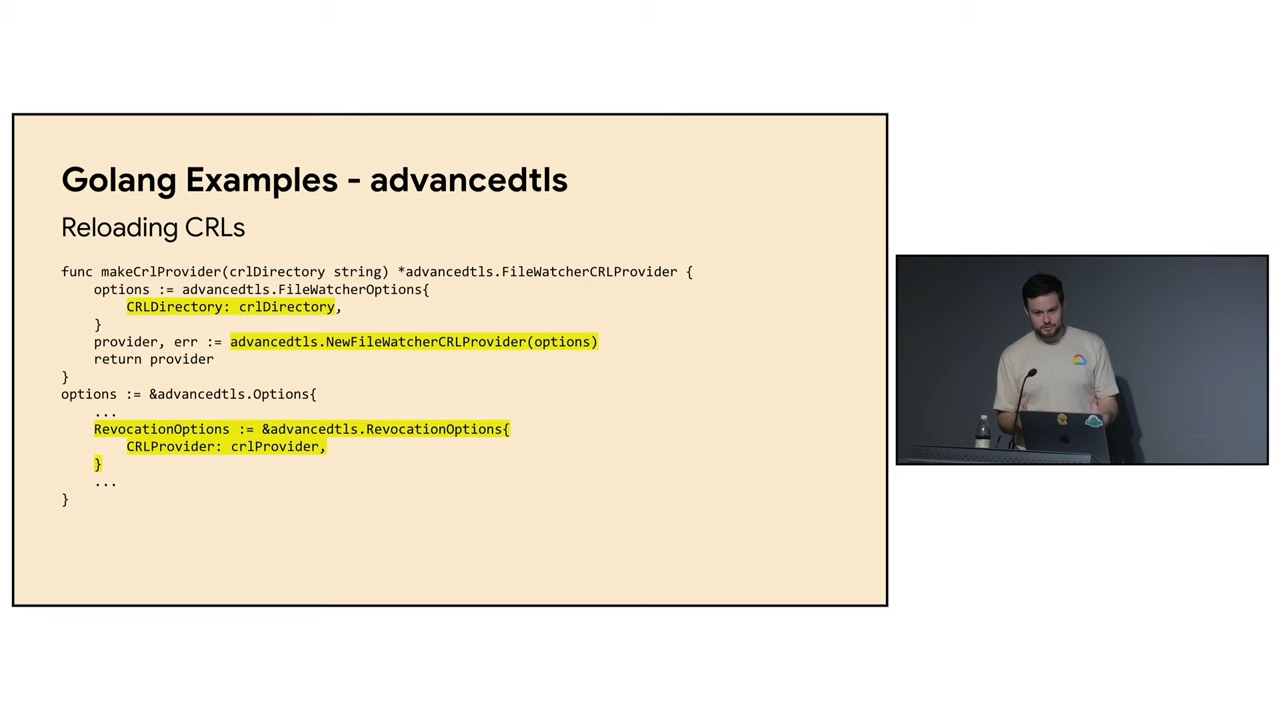 Golang Examples - advancedtls
Reloading CRLs
func makeCrlProvider(crlDirectory string) *advancedtls.FileWatcherCRLProvider {
    options := advancedtls.FileWatcherOptions{
        CRLDirectory: crlDirectory,
    }
    provider, err := advancedtls.NewFileWatcherCRLProvider(options)
    return provider
}
options := &advancedtls.Options{
    ...
    RevocationOptions := &advancedtls.RevocationOptions{
        CRLProvider: crlProvider,
    }
    ...
}